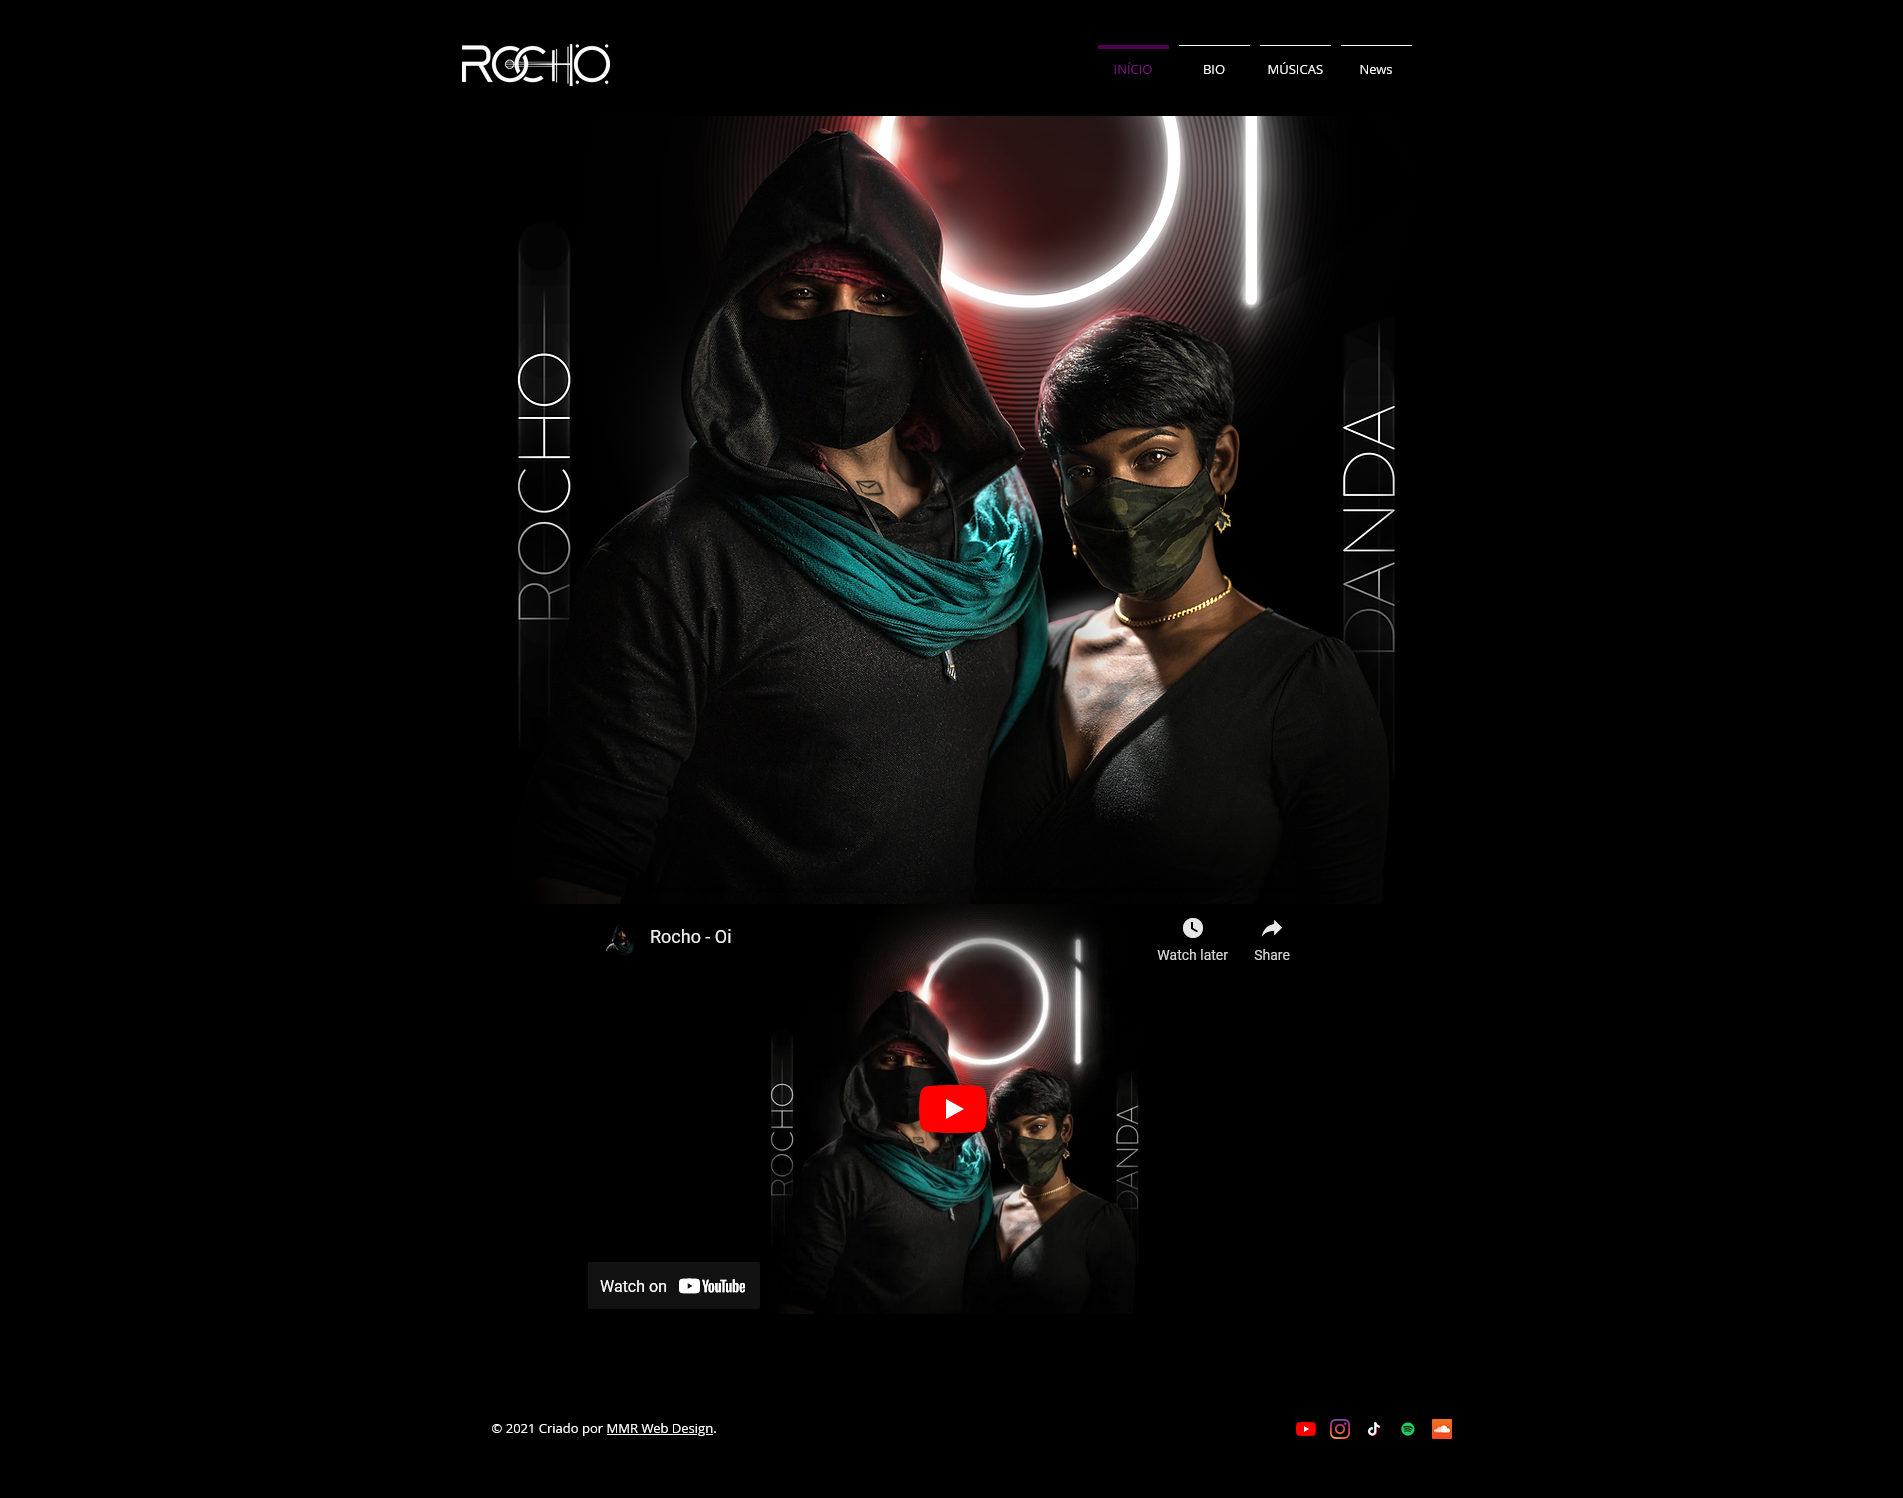 ROCHO
INÍCIO
BIO
MÚSICAS
News
OI
ROCHO
DANDA
Rocho - Oi
Watch later
Share
OI
ROCHO
DANDA
Watch on YouTube
© 2021 Criado por MMR Web Design.